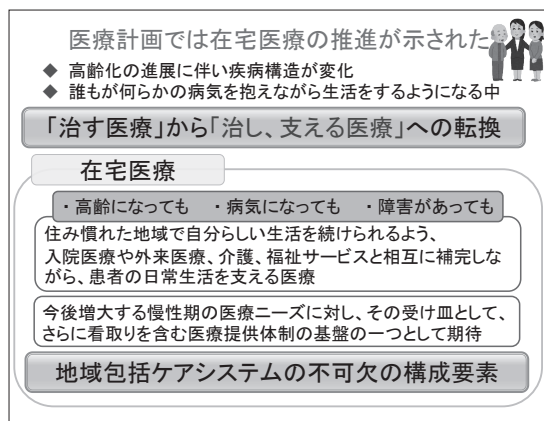 医療計画では在宅医療の推進が示された
◆ 高齢化の進展に伴い疾病構造が変化
◆ 誰もが何らかの病気を抱えながら生活をするようになる中
「治す医療」から「治し、支える医療」への転換
在宅医療
・高齢になっても ・病気になっても ・障害があっても
住み慣れた地域で自分らしい生活を続けられるよう、
入院医療や外来医療、介護、福祉サービスと相互に補完しな
がら、患者の日常生活を支える医療
今後増大する慢性期の医療ニーズに対し、その受け皿として、
さらに看取りを含む医療提供体制の基盤の一つとして期待
地域包括ケアシステムの不可欠の構成要素